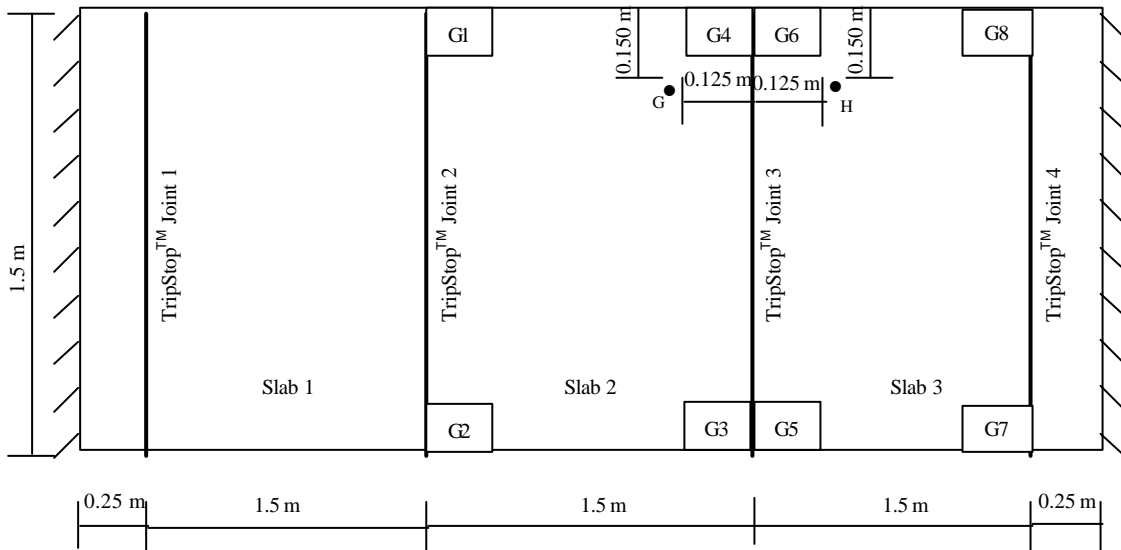 G1
G4
G6
G8
0.150 m
0.150 m
0.125 m
0.125 m
G
H
1.5 m
TripStop™ Joint 1
TripStop™ Joint 2
TripStop™ Joint 3
TripStop™ Joint 4
Slab 1
Slab 2
Slab 3
G2
G3
G5
G7
0.25 m
1.5 m
1.5 m
1.5 m
0.25 m